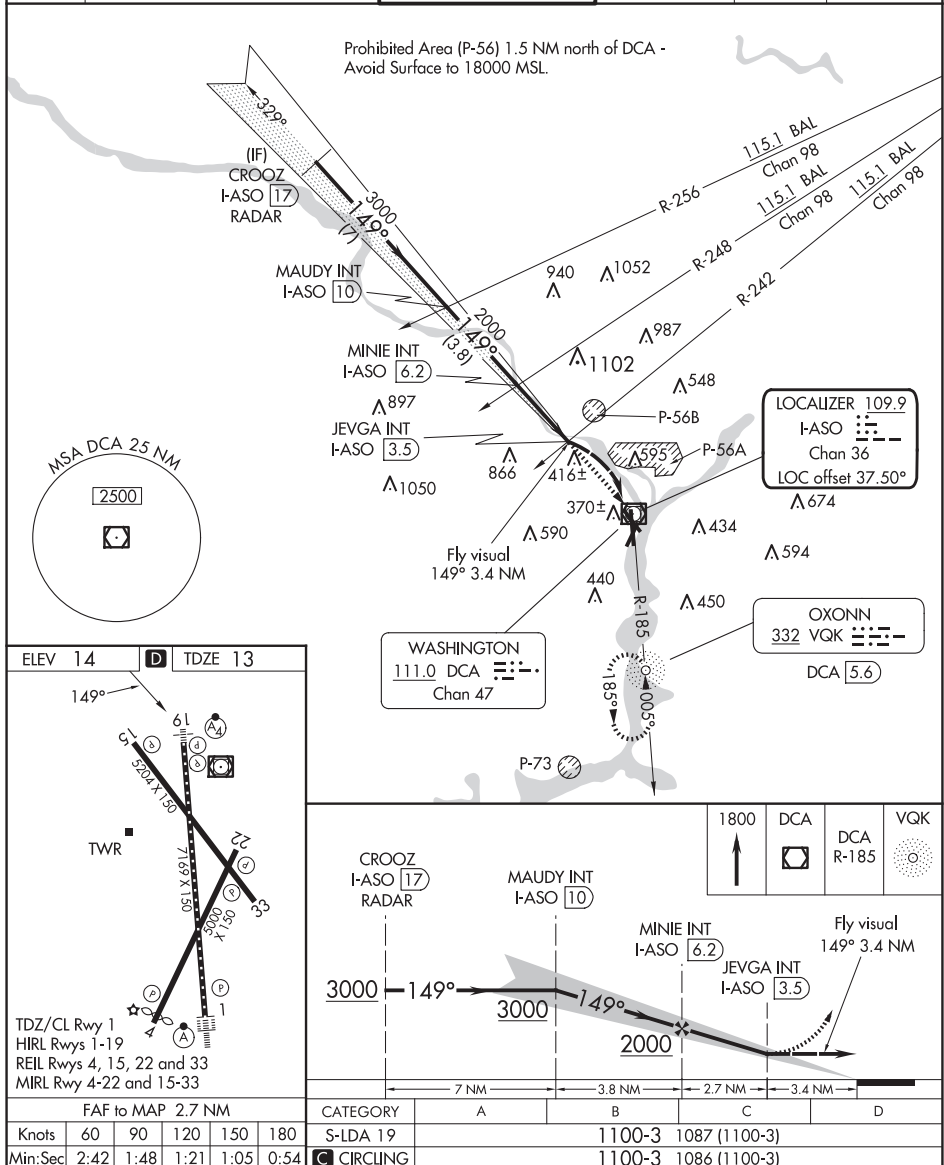 Prohibited Area (P-56) 1.5 NM north of DCA -
Avoid Surface to 18000 MSL.
329°
(IF)
CROOZ
I-ASO 17
RADAR
3000
149°
(7)
115.1 BAL
Chan 98
R-256
115.1 BAL
Chan 98
R-248
115.1 BAL
Chan 98
R-242
MAUDY INT
I-ASO 10
940
1052
2000
149°
(3.8)
987
MINIE INT
I-ASO 6.2
1102
548
897
P-56B
JEVGA INT
I-ASO 3.5
LOCALIZER 109.9
I-ASO
Chan 36
LOC offset 37.50°
MSA DCA 25 NM
2500
866
416±
595
P-56A
1050
674
370±
590
434
594
Fly visual
149° 3.4 NM
440
450
R-185
WASHINGTON
111.0 DCA
Chan 47
OXONN
332 VQK
DCA 5.6
185°
005°
P-73
ELEV 14
D
TDZE 13
149°
19
A4
15
P
P
P
5204 X 150
TWR
22
7169 X 150
P
P
5000 X 150
33
P
P
4
A
1
TDZ/CL Rwy 1
HIRL Rwys 1-19
REIL Rwys 4, 15, 22 and 33
MIRL Rwy 4-22 and 15-33
FAF to MAP 2.7 NM
Knots 60 90 120 150 180
Min:Sec 2:42 1:48 1:21 1:05 0:54
1800
DCA
DCA
R-185
VQK
CROOZ
I-ASO 17
RADAR
MAUDY INT
I-ASO 10
MINIE INT
I-ASO 6.2
JEVGA INT
I-ASO 3.5
Fly visual
149° 3.4 NM
3000
149°
3000
149°
2000
7 NM
3.8 NM
2.7 NM
3.4 NM
CATEGORY A B C D
S-LDA 19 1100-3 1087 (1100-3)
C CIRCLING 1100-3 1086 (1100-3)